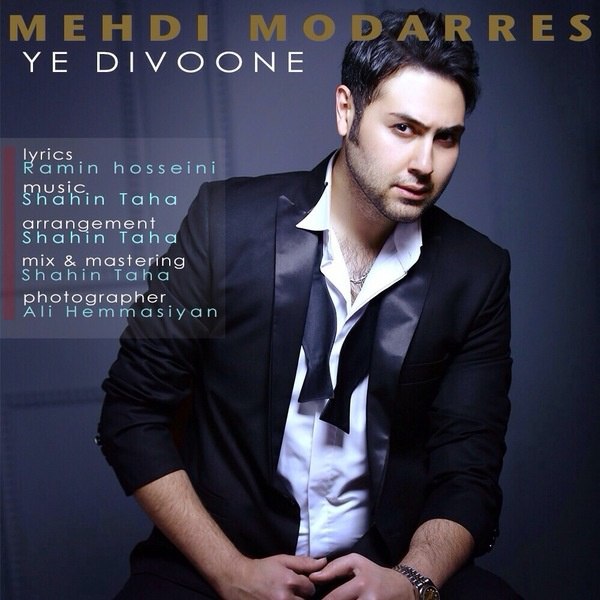 MEHDI MODARRES
YE DIVOONE
lyrics
Ramin hosseini
music
Shahin Taha
arrangement
Shahin Taha
mix & mastering
Shahin Taha
photographer
Ali Hemmasiyan